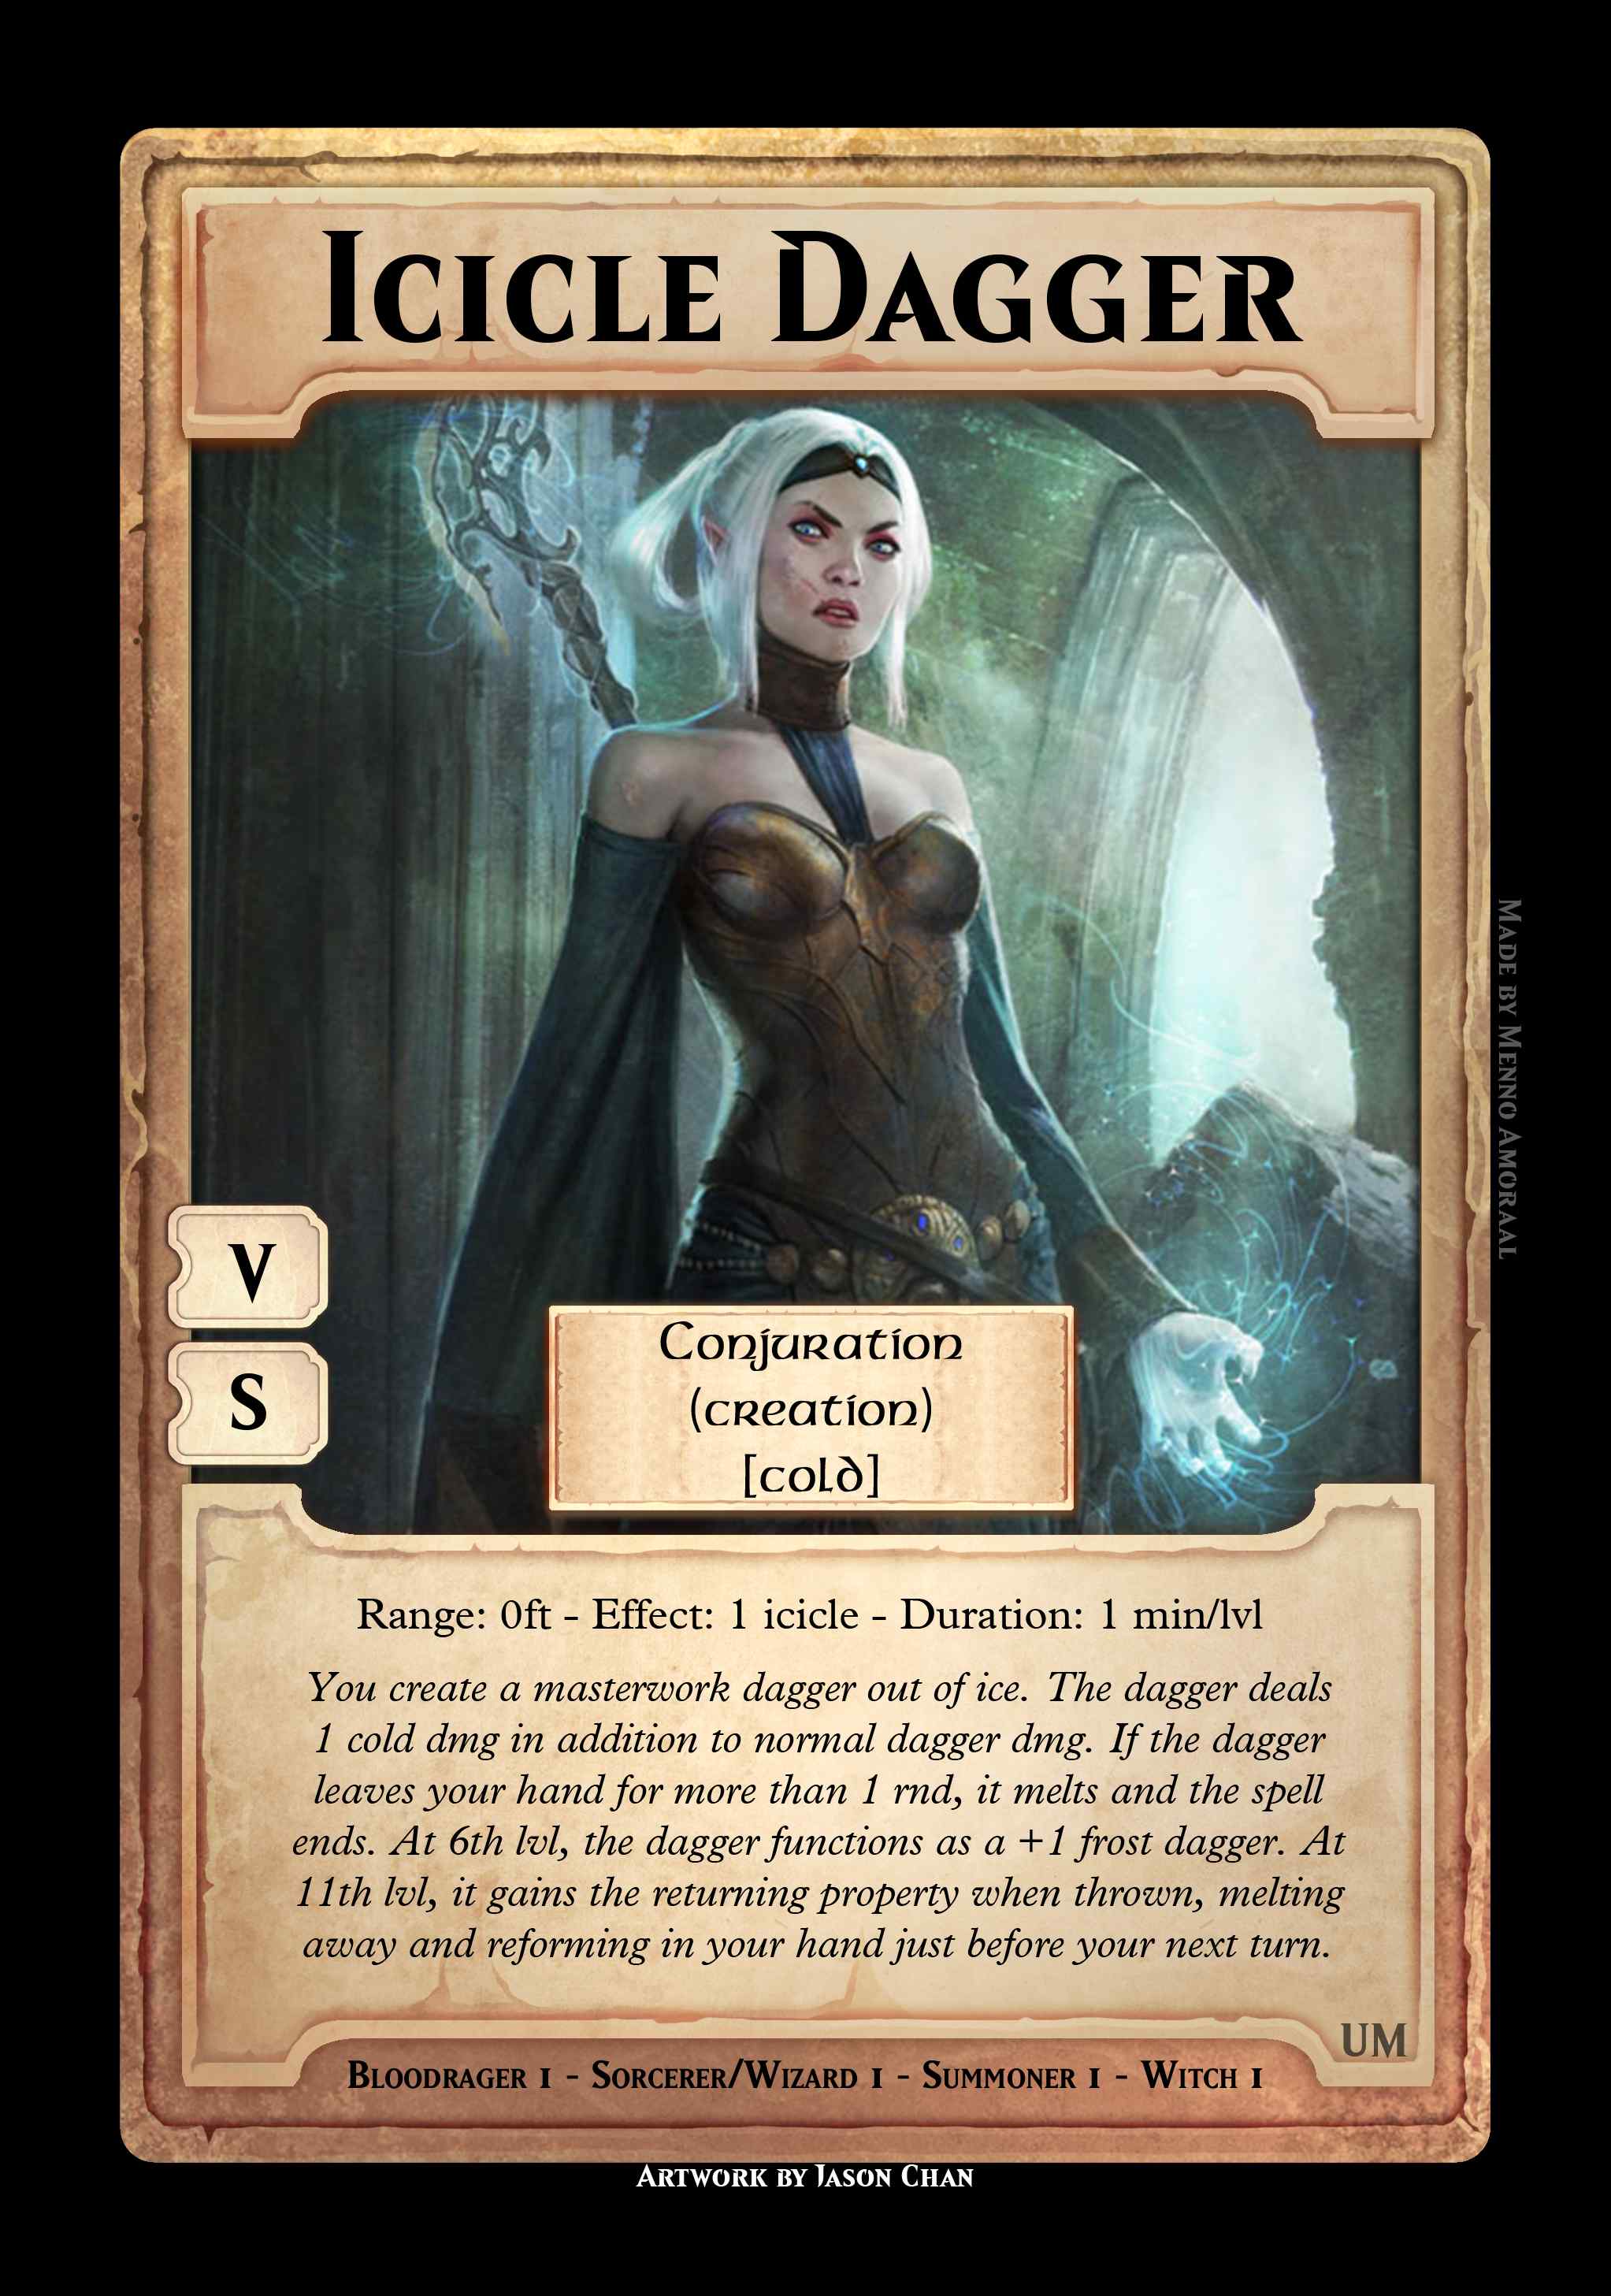 Icicle Dagger
V
S
Conjuration
(creation)
[cold]
Range: 0ft - Effect: 1 icicle - Duration: 1 min/lvl
You create a masterwork dagger out of ice. The dagger deals
1 cold dmg in addition to normal dagger dmg. If the dagger
leaves your hand for more than 1 rnd, it melts and the spell
ends. At 6th lvl, the dagger functions as a +1 frost dagger. At
11th lvl, it gains the returning property when thrown, melting
away and reforming in your hand just before your next turn.
UM
Bloodrager 1 - Sorcerer/Wizard 1 - Summoner 1 - Witch 1
Artwork by Jason Chan
Made by Menno Amoraal